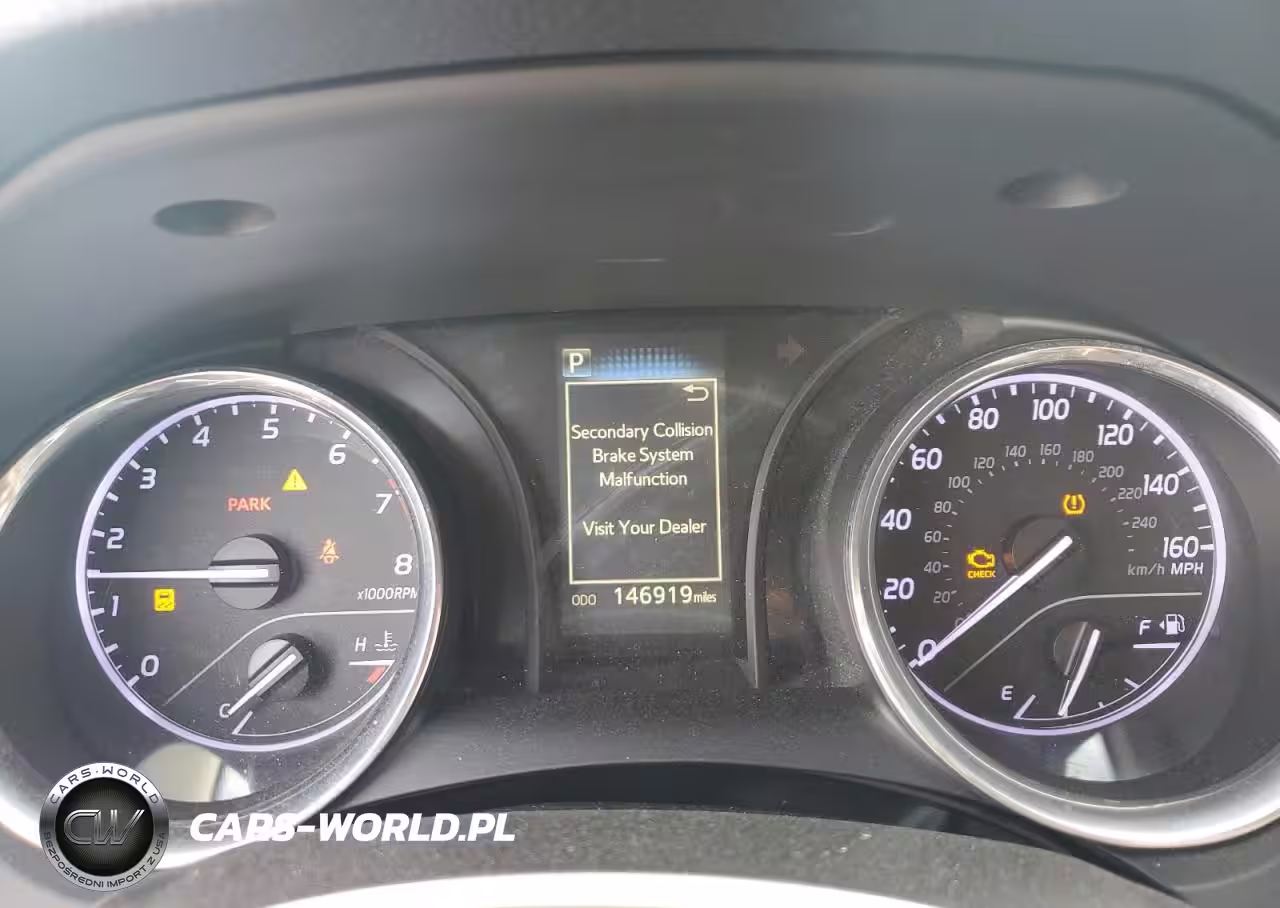 P
Secondary Collision
Brake System
Malfunction
Visit Your Dealer
ODO 146919 miles
0
1
2
3
4
5
6
7
8
x1000RPM
PARK
H
C
0
20
40
60
80
100
120
140
160
km/h MPH
20
40
60
80
100
120
140
160
180
200
220
240
CHECK
E
F
CARS-WORLD
CW
BEZPOŚREDNI IMPORT Z USA
CARS-WORLD.PL